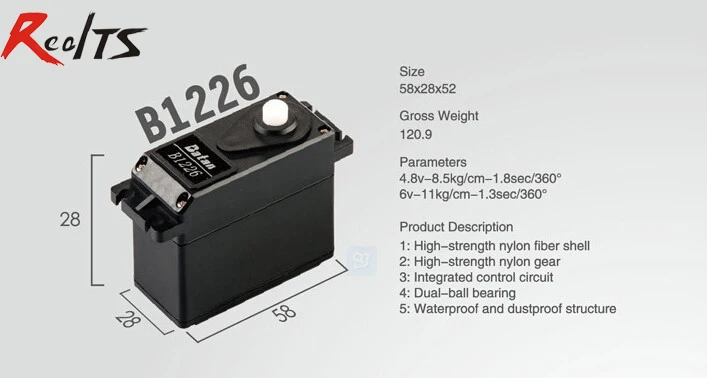 RealTS
B1226
Datan
B1226
28
28
58
Size
58x28x52
Gross Weight
120.9
Parameters
4.8v-8.5kg/cm-1.8sec/360°
6v-11kg/cm-1.3sec/360°
Product Description
1: High-strength nylon fiber shell
2: High-strength nylon gear
3: Integrated control circuit
4: Dual-ball bearing
5: Waterproof and dustproof structure